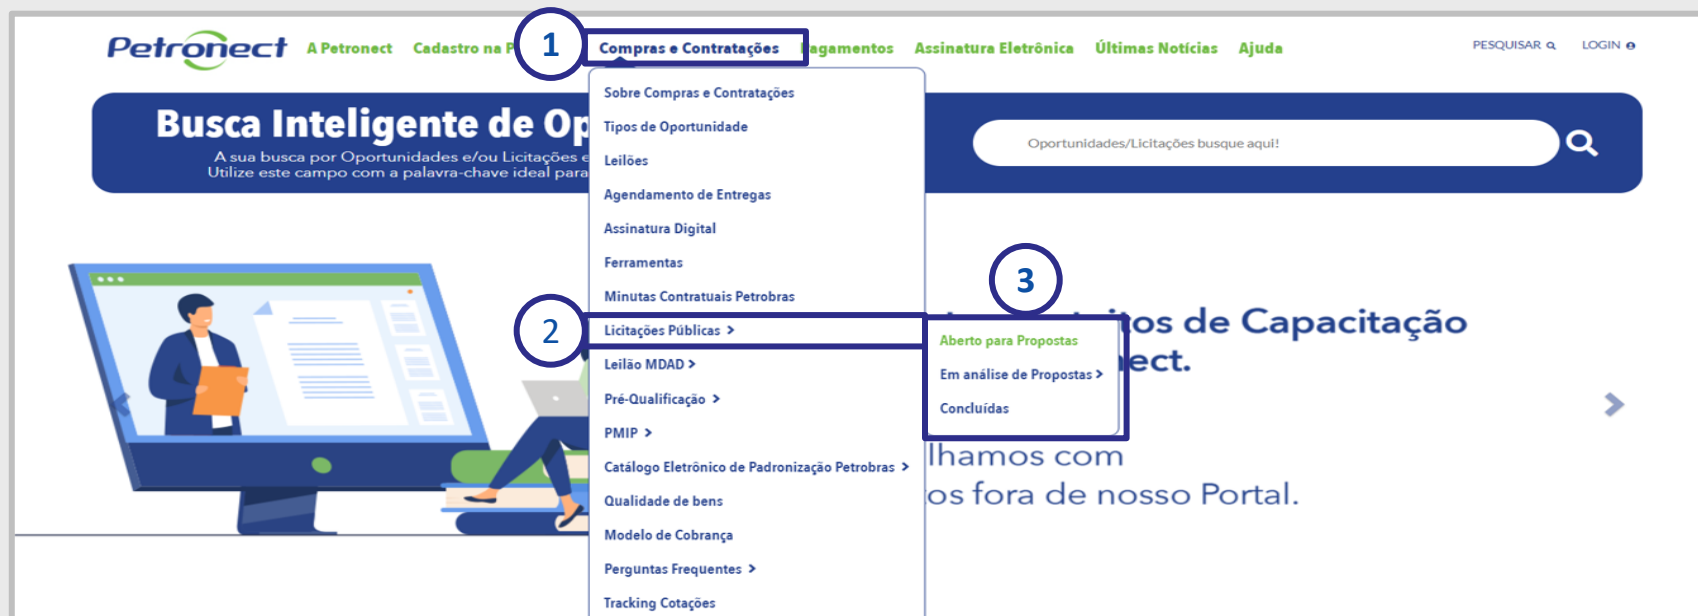 Petronect A Petronect Cadastro na P 1 Compras e Contratações Pagamentos Assinatura Eletrônica Últimas Notícias Ajuda PESQUISAR LOGIN
Busca Inteligente de Op
A sua busca por Oportunidades e/ou Licitações e
Utilize este campo com a palavra-chave ideal para
Oportunidades/Licitações busque aqui!
Sobre Compras e Contratações
Tipos de Oportunidade
Leilões
Agendamento de Entregas
Assinatura Digital
Ferramentas
Minutas Contratuais Petrobras
2 Licitações Públicas >
Leilão MDAD >
Pré-Qualificação >
PMIP >
Catálogo Eletrônico de Padronização Petrobras >
Qualidade de bens
Modelo de Cobrança
Perguntas Frequentes >
Tracking Cotações
3
Aberto para Propostas
Em análise de Propostas >
Concluídas
itos de Capacitação
ect.
lhamos com
os fora de nosso Portal.